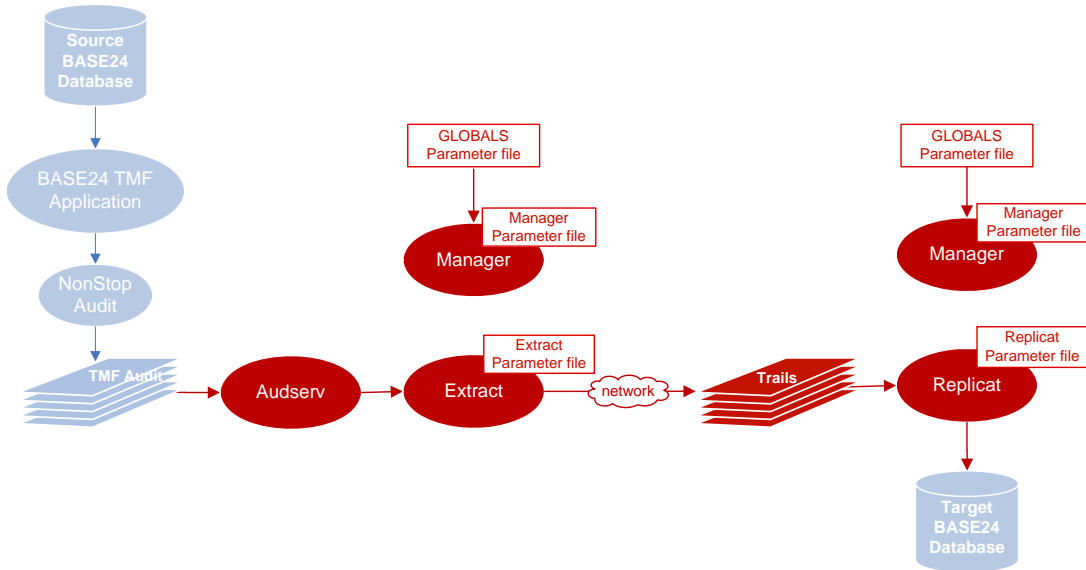 Source
BASE24
Database
GLOBALS
Parameter file
GLOBALS
Parameter file
BASE24 TMF
Application
Manager
Parameter file
Manager
Manager
Parameter file
Manager
NonStop
Audit
TMF Audit
Audserv
Extract
Parameter file
Extract
network
Trails
Replicat
Parameter file
Replicat
Target
BASE24
Database